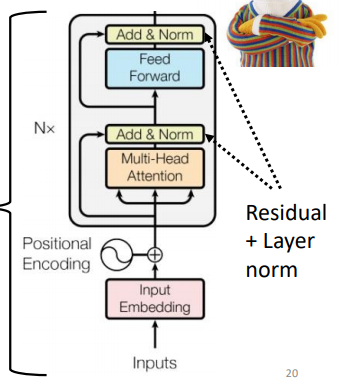 Add & Norm
Feed
Forward
N×
Add & Norm
Multi-Head
Attention
Residual
+ Layer
norm
Positional
Encoding
Input
Embedding
Inputs
20